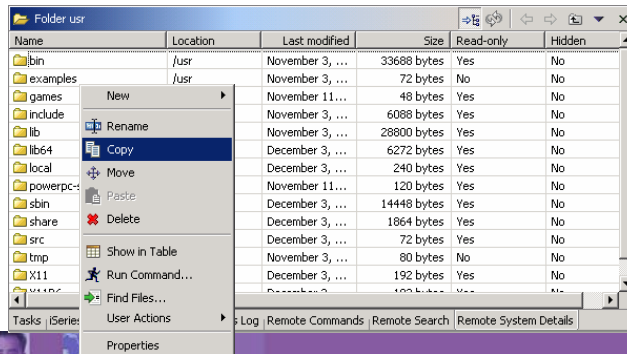 Folder usr
Name Location Last modified Size Read-only Hidden
bin /usr November 3, ... 33688 bytes Yes No
examples /usr November 3, ... 72 bytes No No
games November 11... 48 bytes Yes No
include November 3, ... 6088 bytes Yes No
lib November 3, ... 28800 bytes Yes No
lib64 December 3, ... 6272 bytes Yes No
local December 3, ... 240 bytes Yes No
powerpc-s November 11... 120 bytes Yes No
sbin December 3, ... 14448 bytes Yes No
share December 3, ... 1864 bytes Yes No
src December 3, ... 72 bytes Yes No
tmp November 3, ... 80 bytes No No
X11 December 3, ... 192 bytes Yes No
New
Rename
Copy
Move
Paste
Delete
Show in Table
Run Command...
Find Files...
User Actions
Properties
Tasks iSeries Log Remote Commands Remote Search Remote System Details